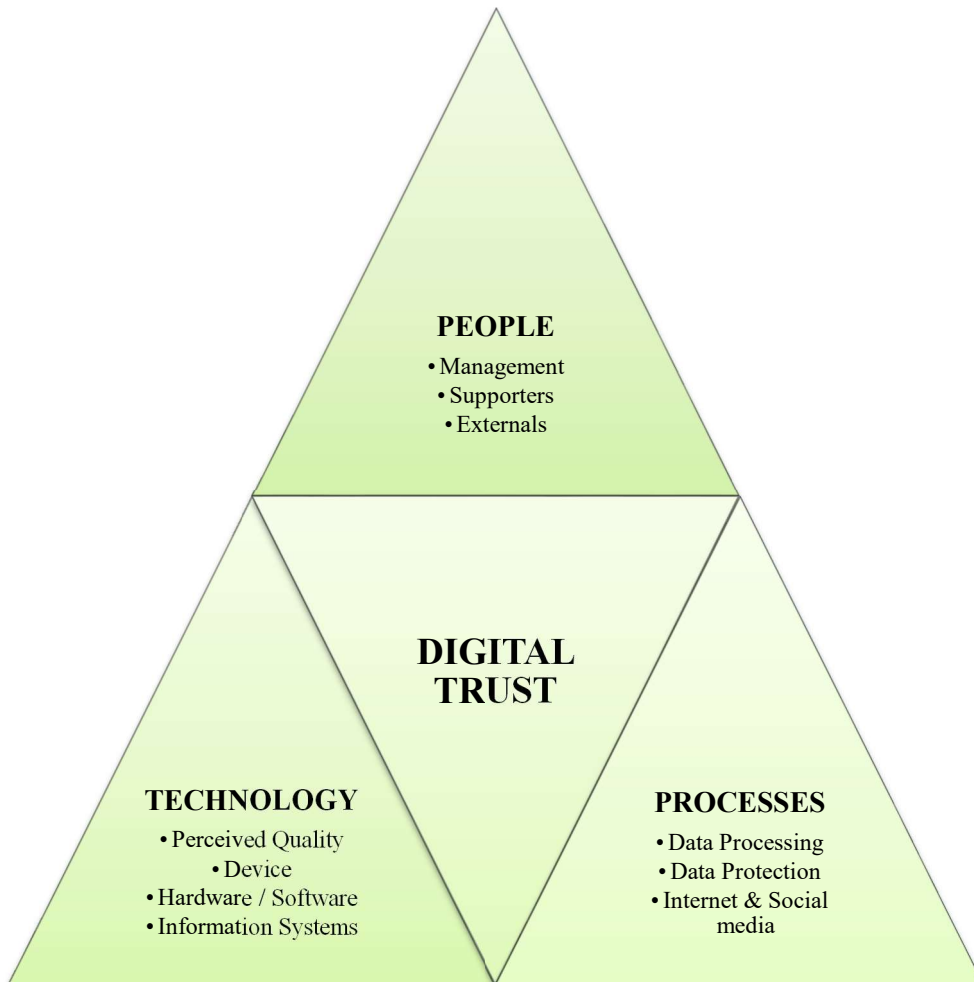 PEOPLE
• Management
• Supporters
• Externals
DIGITAL
TRUST
TECHNOLOGY
• Perceived Quality
• Device
• Hardware / Software
• Information Systems
PROCESSES
• Data Processing
• Data Protection
• Internet & Social
media